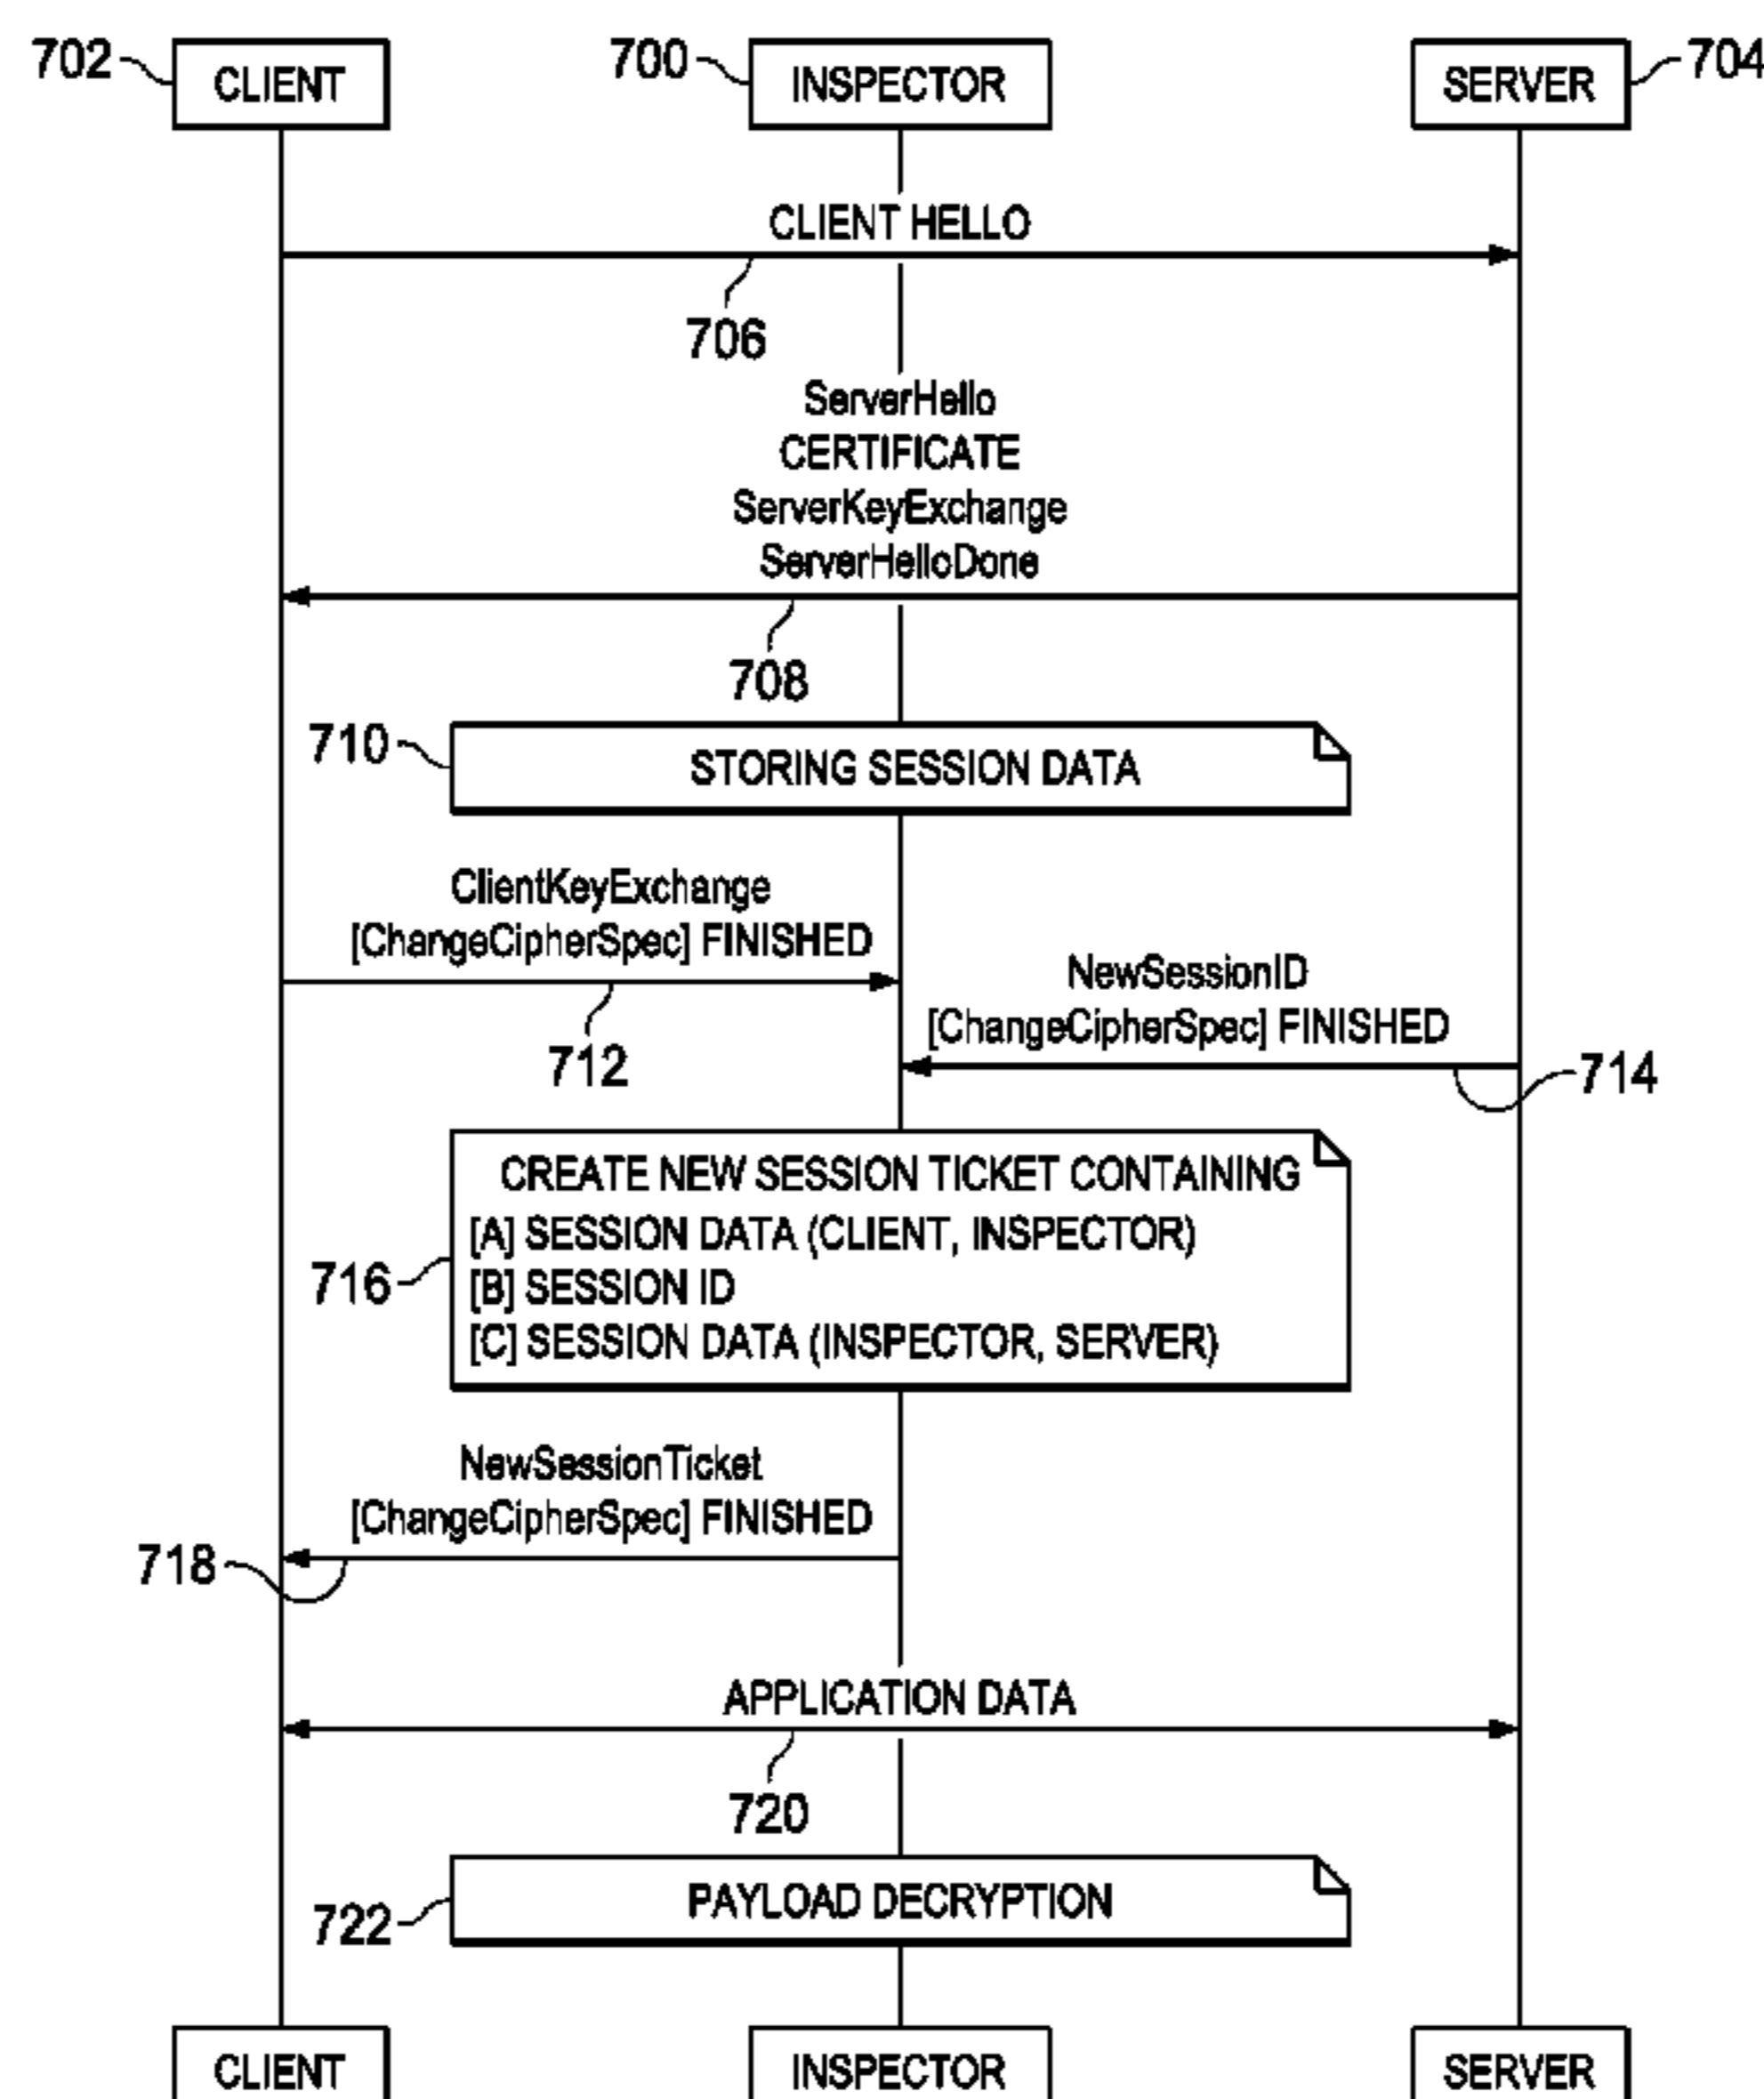 702 CLIENT 700 INSPECTOR SERVER 704
CLIENT HELLO
706
ServerHello
CERTIFICATE
ServerKeyExchange
ServerHelloDone
708
710 STORING SESSION DATA
ClientKeyExchange
[ChangeCipherSpec] FINISHED
712
NewSessionID
[ChangeCipherSpec] FINISHED
714
CREATE NEW SESSION TICKET CONTAINING
[A] SESSION DATA (CLIENT, INSPECTOR)
716 [B] SESSION ID
[C] SESSION DATA (INSPECTOR, SERVER)
NewSessionTicket
[ChangeCipherSpec] FINISHED
718
APPLICATION DATA
720
722 PAYLOAD DECRYPTION
CLIENT INSPECTOR SERVER